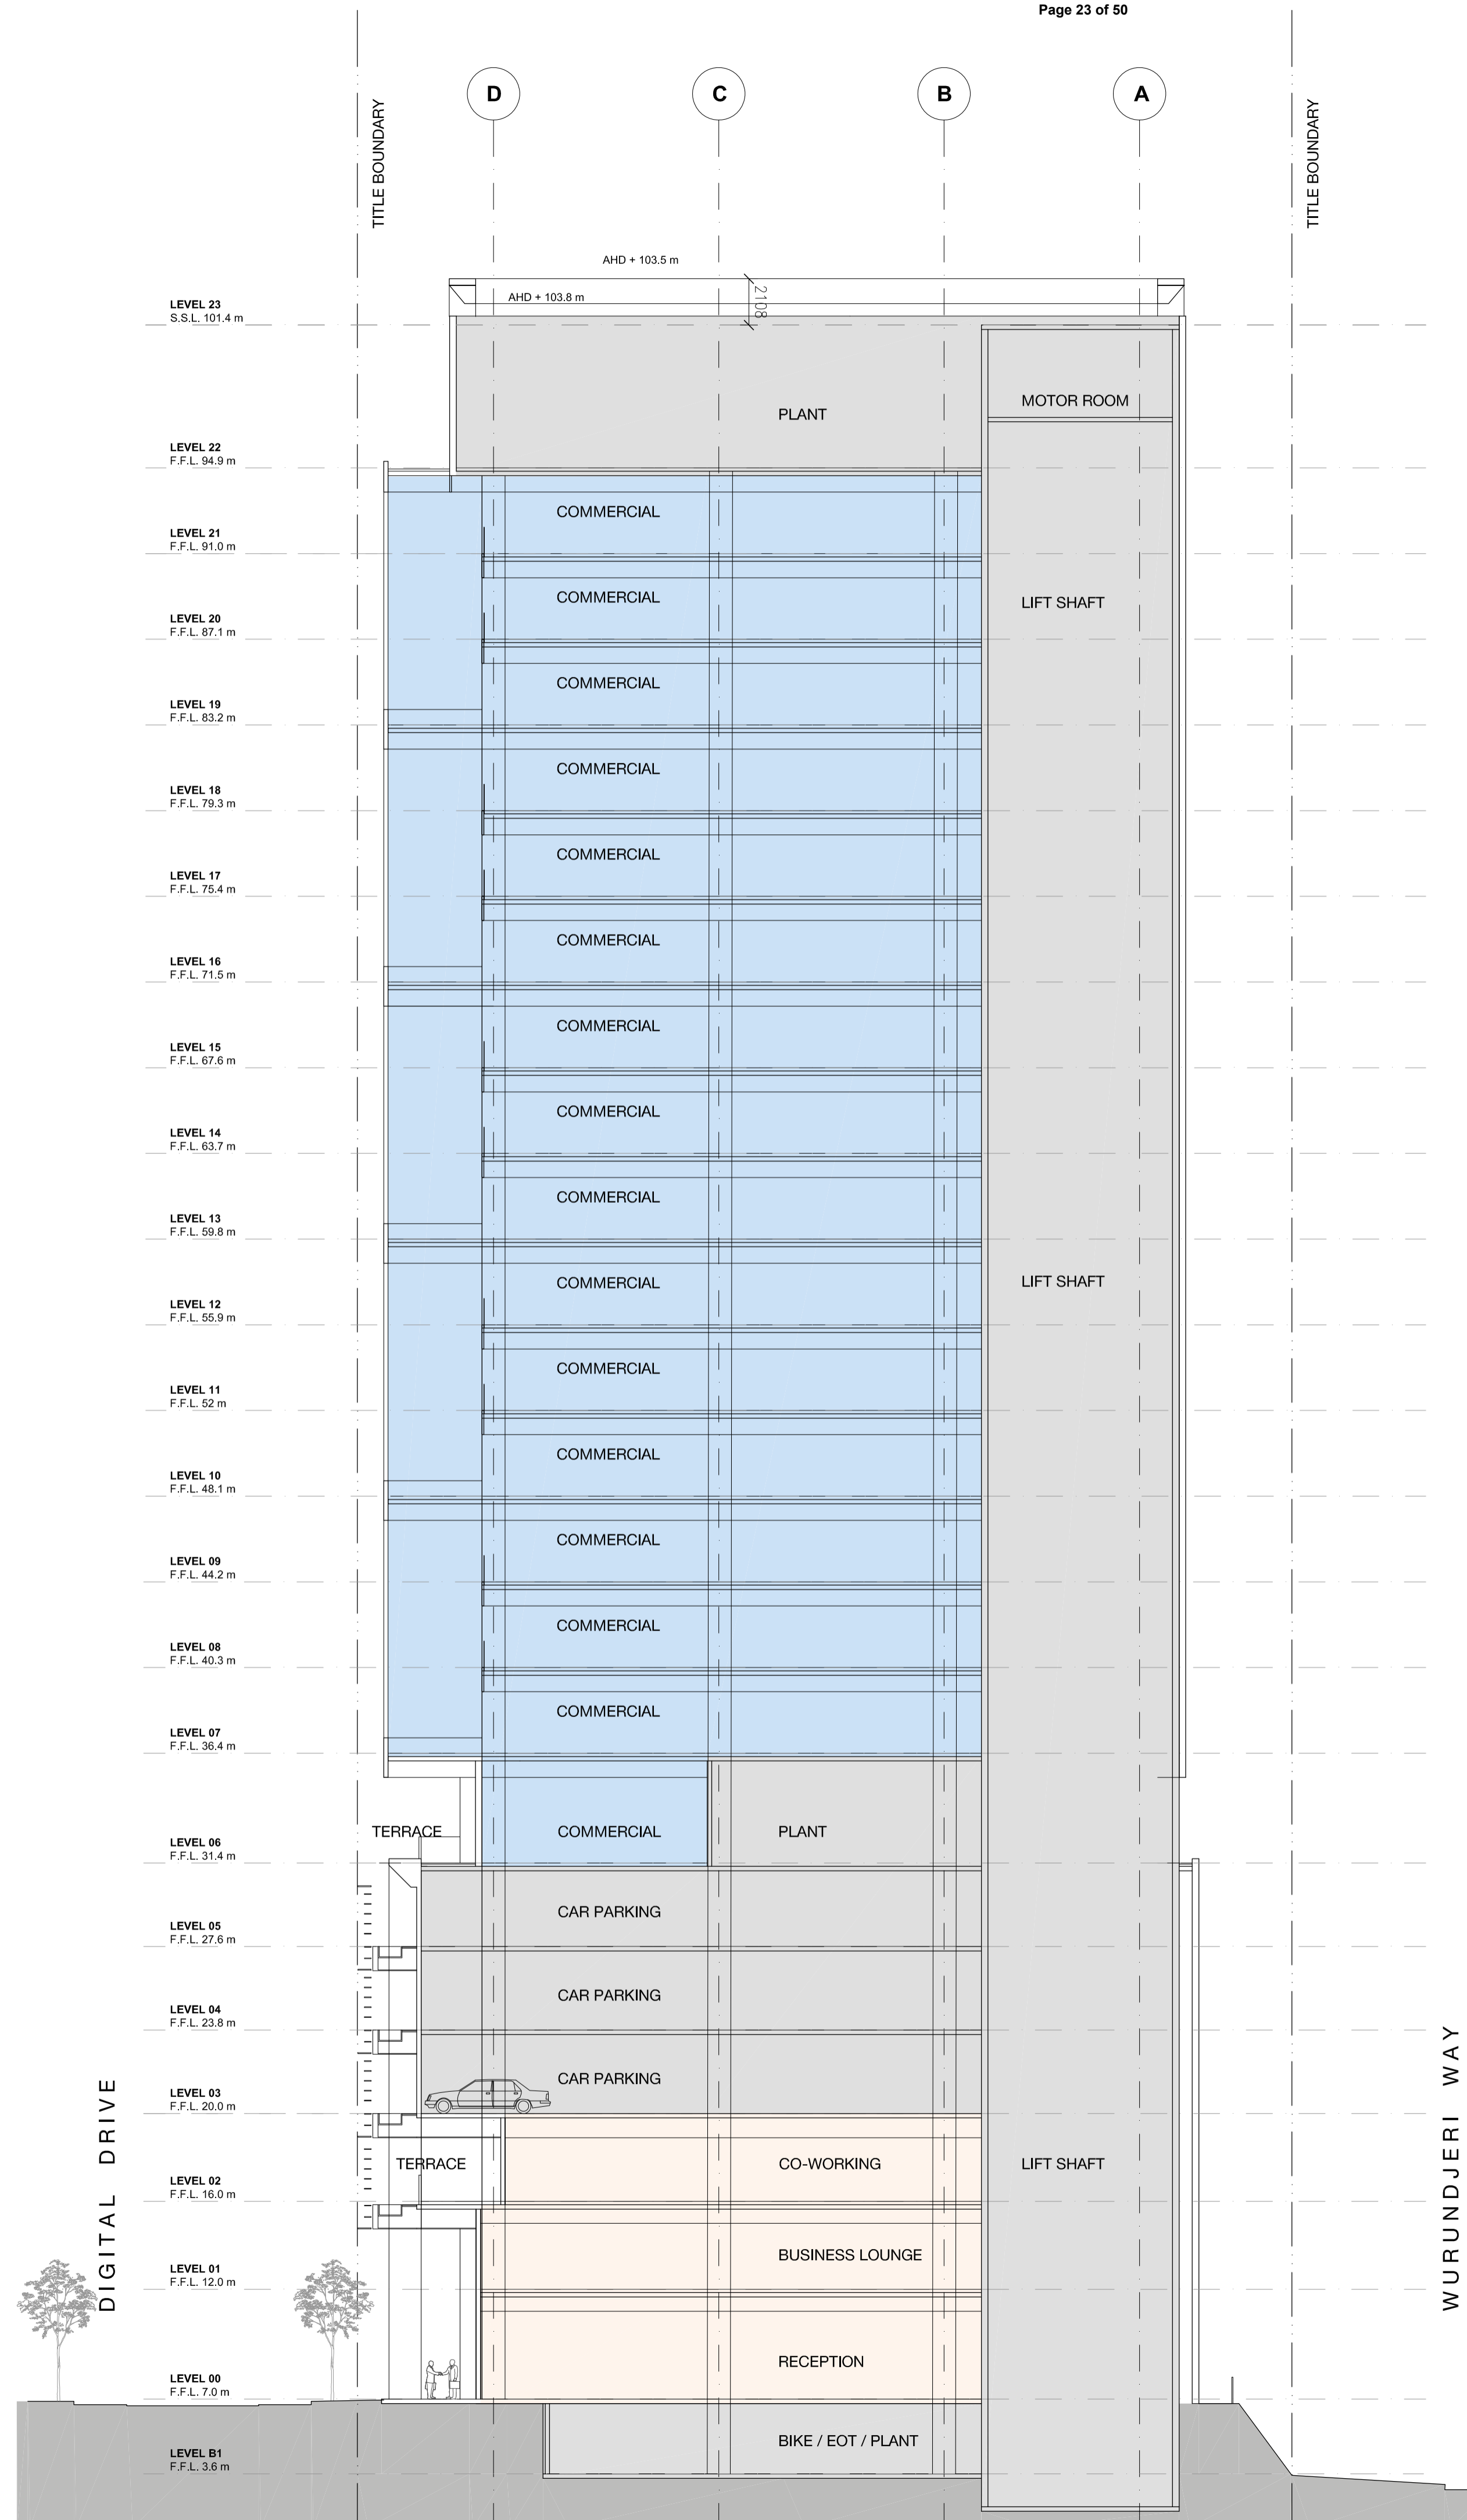 Page 23 of 50
D
C
B
A
TITLE BOUNDARY
TITLE BOUNDARY
AHD + 103.5 m
AHD + 103.8 m
2108
LEVEL 23
S.S.L. 101.4 m
MOTOR ROOM
PLANT
LEVEL 22
F.F.L. 94.9 m
COMMERCIAL
LEVEL 21
F.F.L. 91.0 m
COMMERCIAL
LIFT SHAFT
LEVEL 20
F.F.L. 87.1 m
COMMERCIAL
LEVEL 19
F.F.L. 83.2 m
COMMERCIAL
LEVEL 18
F.F.L. 79.3 m
COMMERCIAL
LEVEL 17
F.F.L. 75.4 m
COMMERCIAL
LEVEL 16
F.F.L. 71.5 m
COMMERCIAL
LEVEL 15
F.F.L. 67.6 m
COMMERCIAL
LEVEL 14
F.F.L. 63.7 m
COMMERCIAL
LEVEL 13
F.F.L. 59.8 m
COMMERCIAL
LIFT SHAFT
LEVEL 12
F.F.L. 55.9 m
COMMERCIAL
LEVEL 11
F.F.L. 52 m
COMMERCIAL
LEVEL 10
F.F.L. 48.1 m
COMMERCIAL
LEVEL 09
F.F.L. 44.2 m
COMMERCIAL
LEVEL 08
F.F.L. 40.3 m
COMMERCIAL
LEVEL 07
F.F.L. 36.4 m
TERRACE
COMMERCIAL
PLANT
LEVEL 06
F.F.L. 31.4 m
CAR PARKING
LEVEL 05
F.F.L. 27.6 m
CAR PARKING
LEVEL 04
F.F.L. 23.8 m
CAR PARKING
LEVEL 03
F.F.L. 20.0 m
TERRACE
CO-WORKING
LIFT SHAFT
LEVEL 02
F.F.L. 16.0 m
BUSINESS LOUNGE
LEVEL 01
F.F.L. 12.0 m
RECEPTION
LEVEL 00
F.F.L. 7.0 m
BIKE / EOT / PLANT
LEVEL B1
F.F.L. 3.6 m
DIGITAL DRIVE
WURUNDJERI WAY